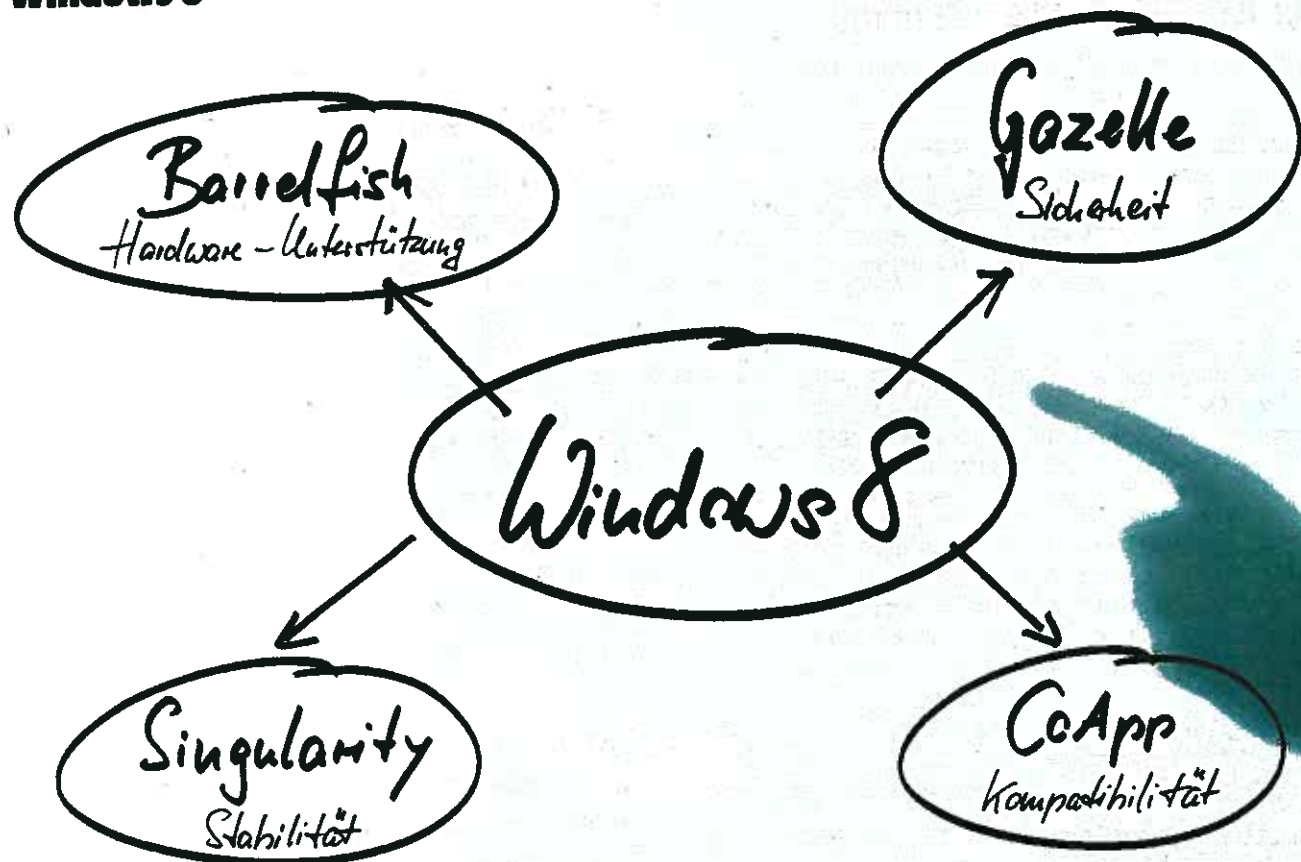 Barrelfish
Hardware-Unterstützung
Gazelle
Sicherheit
Windows 8
Singularity
Stabilität
CoApp
Kompatibilität